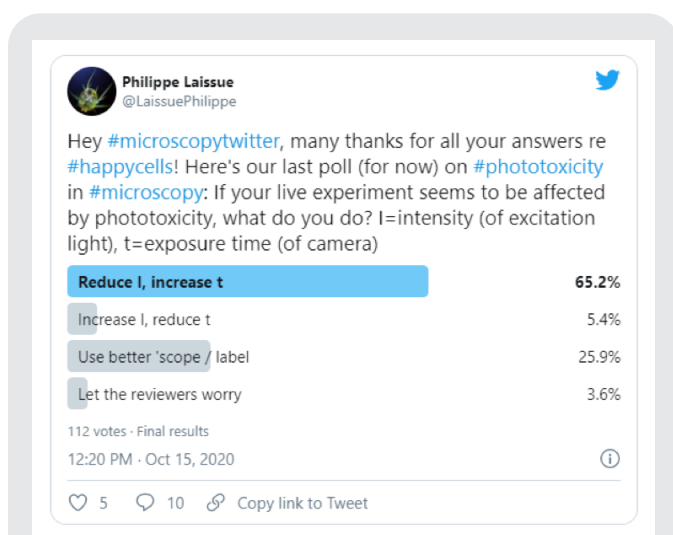 Philippe Laissue
@LaissuePhilippe
Hey #microscopytwitter, many thanks for all your answers re
#happycells! Here's our last poll (for now) on #phototoxicity
in #microscopy: If your live experiment seems to be affected
by phototoxicity, what do you do? I=intensity (of excitation
light), t=exposure time (of camera)
Reduce I, increase t 65.2%
Increase I, reduce t 5.4%
Use better 'scope / label 25.9%
Let the reviewers worry 3.6%
112 votes · Final results
12:20 PM · Oct 15, 2020
5 10 Copy link to Tweet